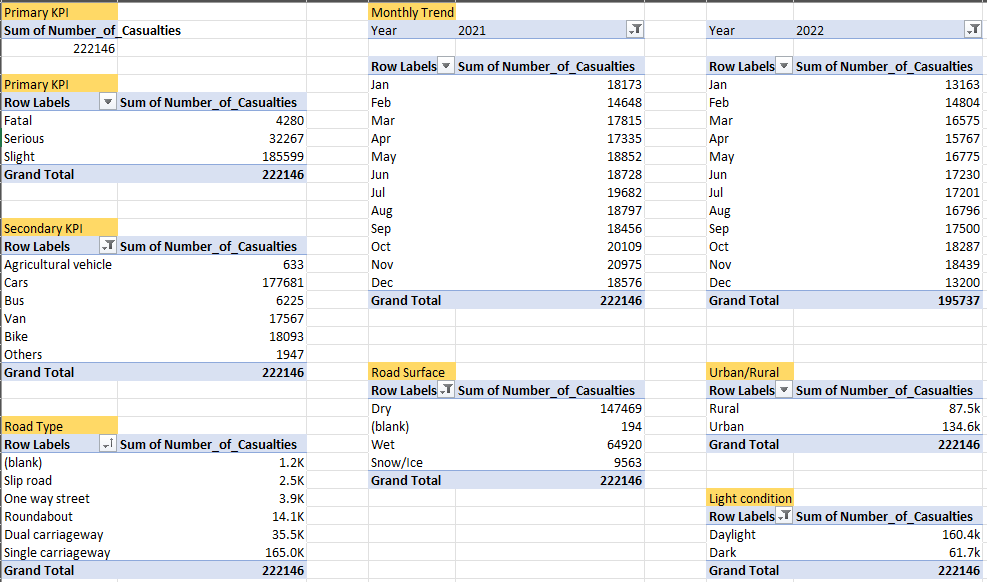 Primary KPI
Sum of Number_of_Casualties
222146
Primary KPI
Row Labels Sum of Number_of_Casualties
Fatal 4280
Serious 32267
Slight 185599
Grand Total 222146
Secondary KPI
Row Labels Sum of Number_of_Casualties
Agricultural vehicle 633
Cars 177681
Bus 6225
Van 17567
Bike 18093
Others 1947
Grand Total 222146
Road Type
Row Labels Sum of Number_of_Casualties
(blank) 1.2K
Slip road 2.5K
One way street 3.9K
Roundabout 14.1K
Dual carriageway 35.5K
Single carriageway 165.0K
Grand Total 222146
Monthly Trend
Year 2021
Row Labels Sum of Number_of_Casualties
Jan 18173
Feb 14648
Mar 17815
Apr 17335
May 18852
Jun 18728
Jul 19682
Aug 18797
Sep 18456
Oct 20109
Nov 20975
Dec 18576
Grand Total 222146
Road Surface
Row Labels Sum of Number_of_Casualties
Dry 147469
(blank) 194
Wet 64920
Snow/Ice 9563
Grand Total 222146
Year 2022
Row Labels Sum of Number_of_Casualties
Jan 13163
Feb 14804
Mar 16575
Apr 15767
May 16775
Jun 17230
Jul 17201
Aug 16796
Sep 17500
Oct 18287
Nov 18439
Dec 13200
Grand Total 195737
Urban/Rural
Row Labels Sum of Number_of_Casualties
Rural 87.5k
Urban 134.6k
Grand Total 222146
Light condition
Row Labels Sum of Number_of_Casualties
Daylight 160.4k
Dark 61.7k
Grand Total 222146